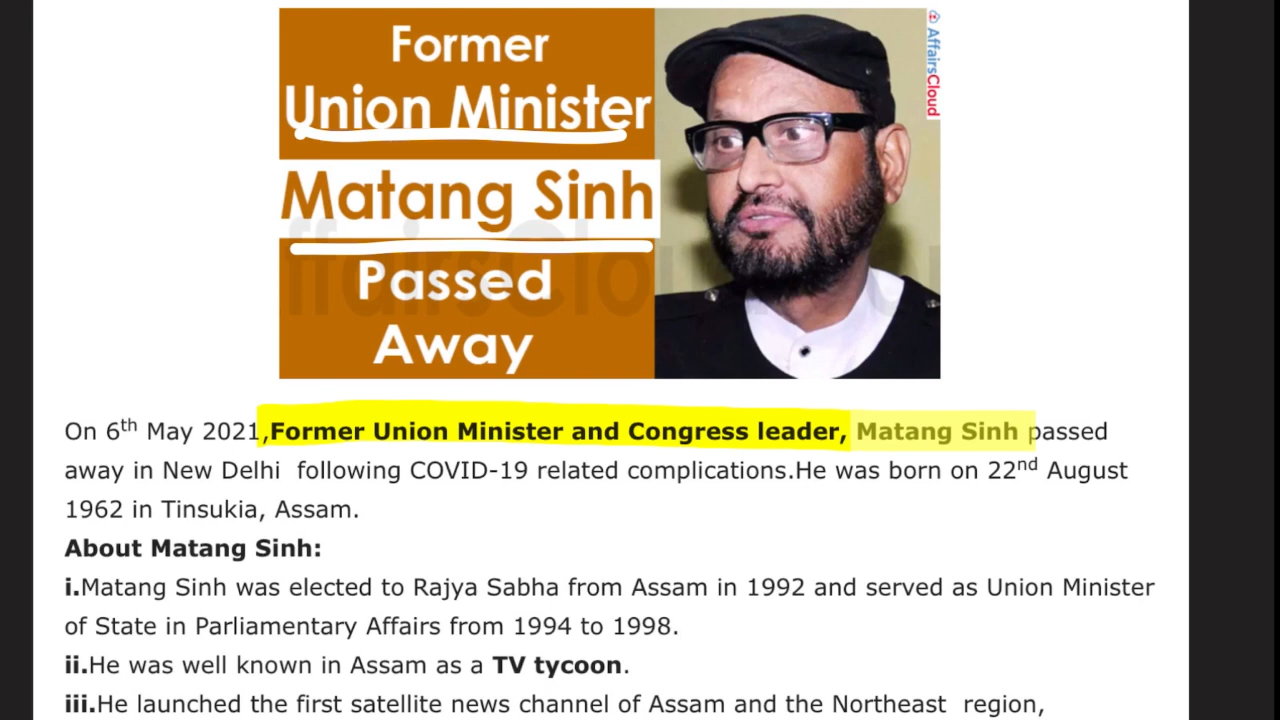 Former
Union Minister
Matang Sinh
Passed
Away
AffairsCloud
ffairsClou
On 6th May 2021,Former Union Minister and Congress leader, Matang Sinh passed
away in New Delhi following COVID-19 related complications.He was born on 22nd August
1962 in Tinsukia, Assam.
About Matang Sinh:
i.Matang Sinh was elected to Rajya Sabha from Assam in 1992 and served as Union Minister
of State in Parliamentary Affairs from 1994 to 1998.
ii.He was well known in Assam as a TV tycoon.
iii.He launched the first satellite news channel of Assam and the Northeast region,